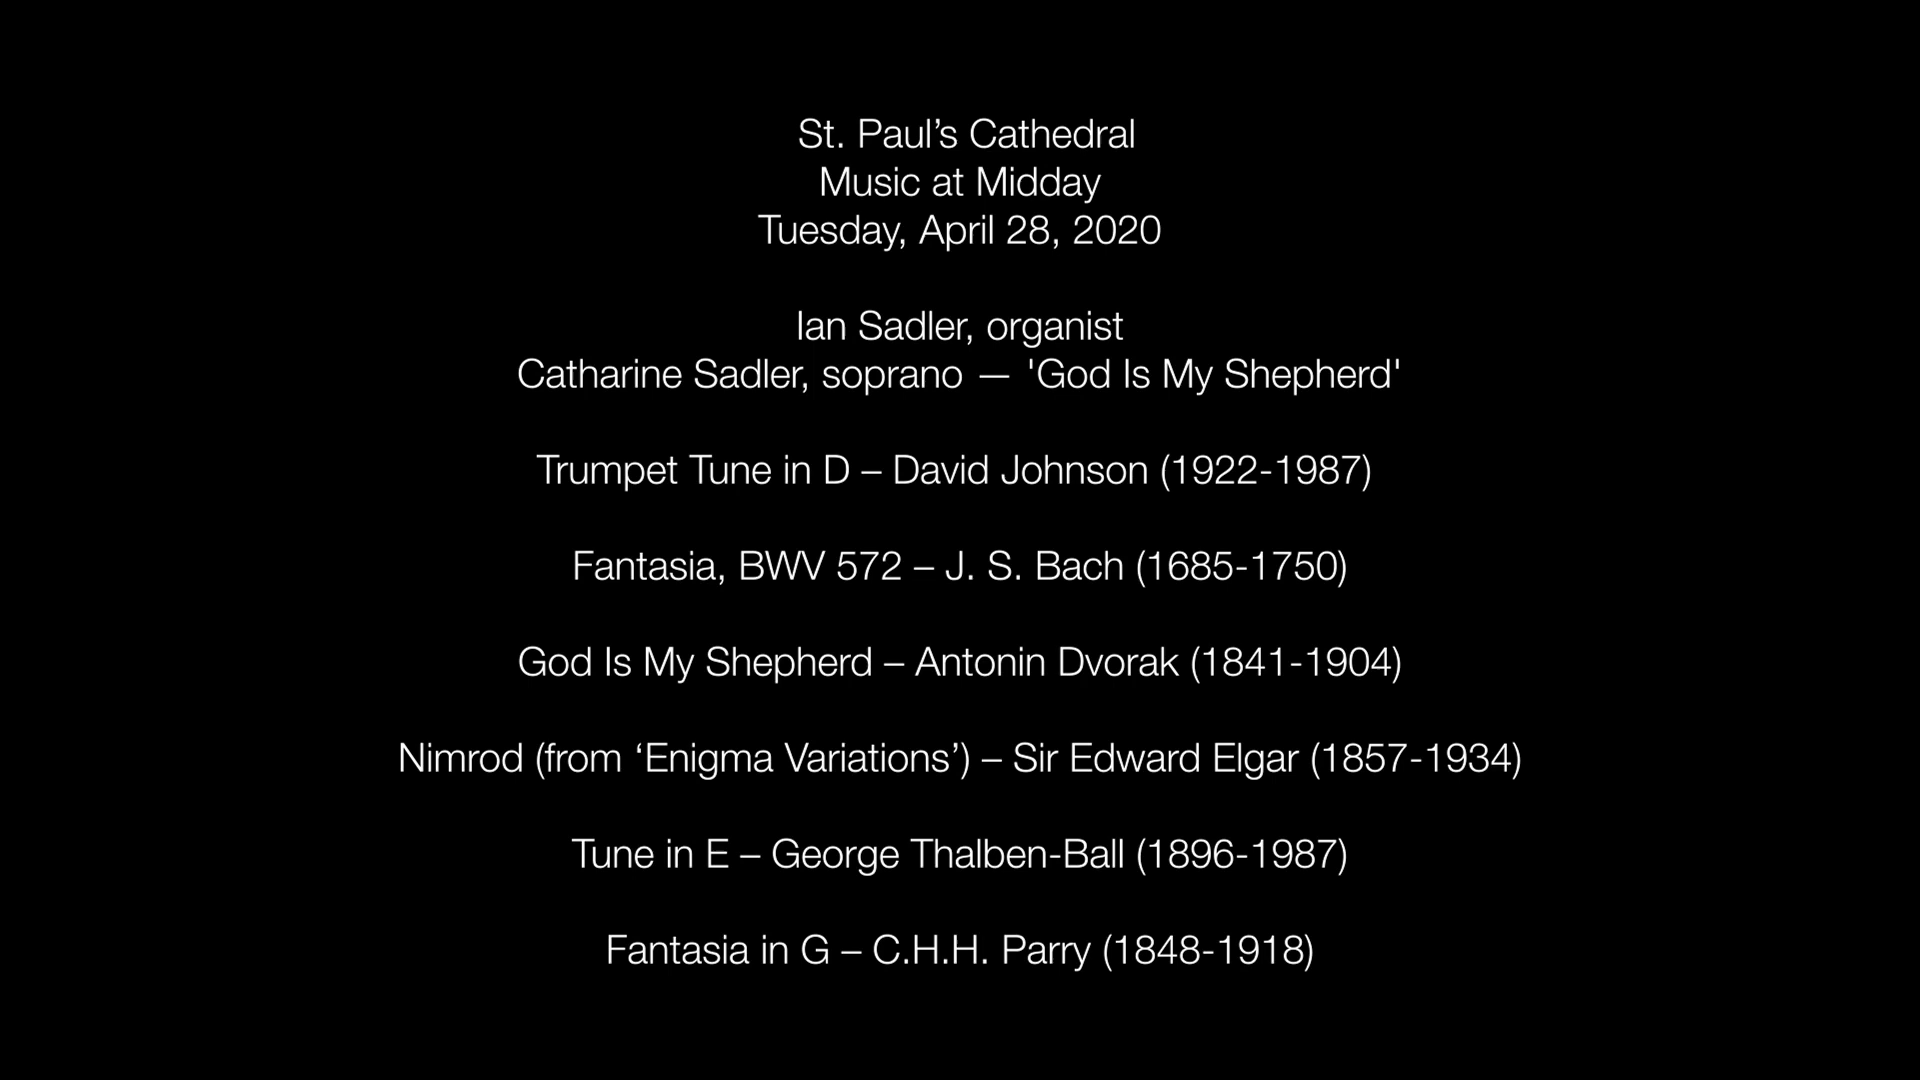 St. Paul’s Cathedral
Music at Midday
Tuesday, April 28, 2020
Ian Sadler, organist
Catharine Sadler, soprano — 'God Is My Shepherd'
Trumpet Tune in D – David Johnson (1922-1987)
Fantasia, BWV 572 – J. S. Bach (1685-1750)
God Is My Shepherd – Antonin Dvorak (1841-1904)
Nimrod (from ‘Enigma Variations’) – Sir Edward Elgar (1857-1934)
Tune in E – George Thalben-Ball (1896-1987)
Fantasia in G – C.H.H. Parry (1848-1918)